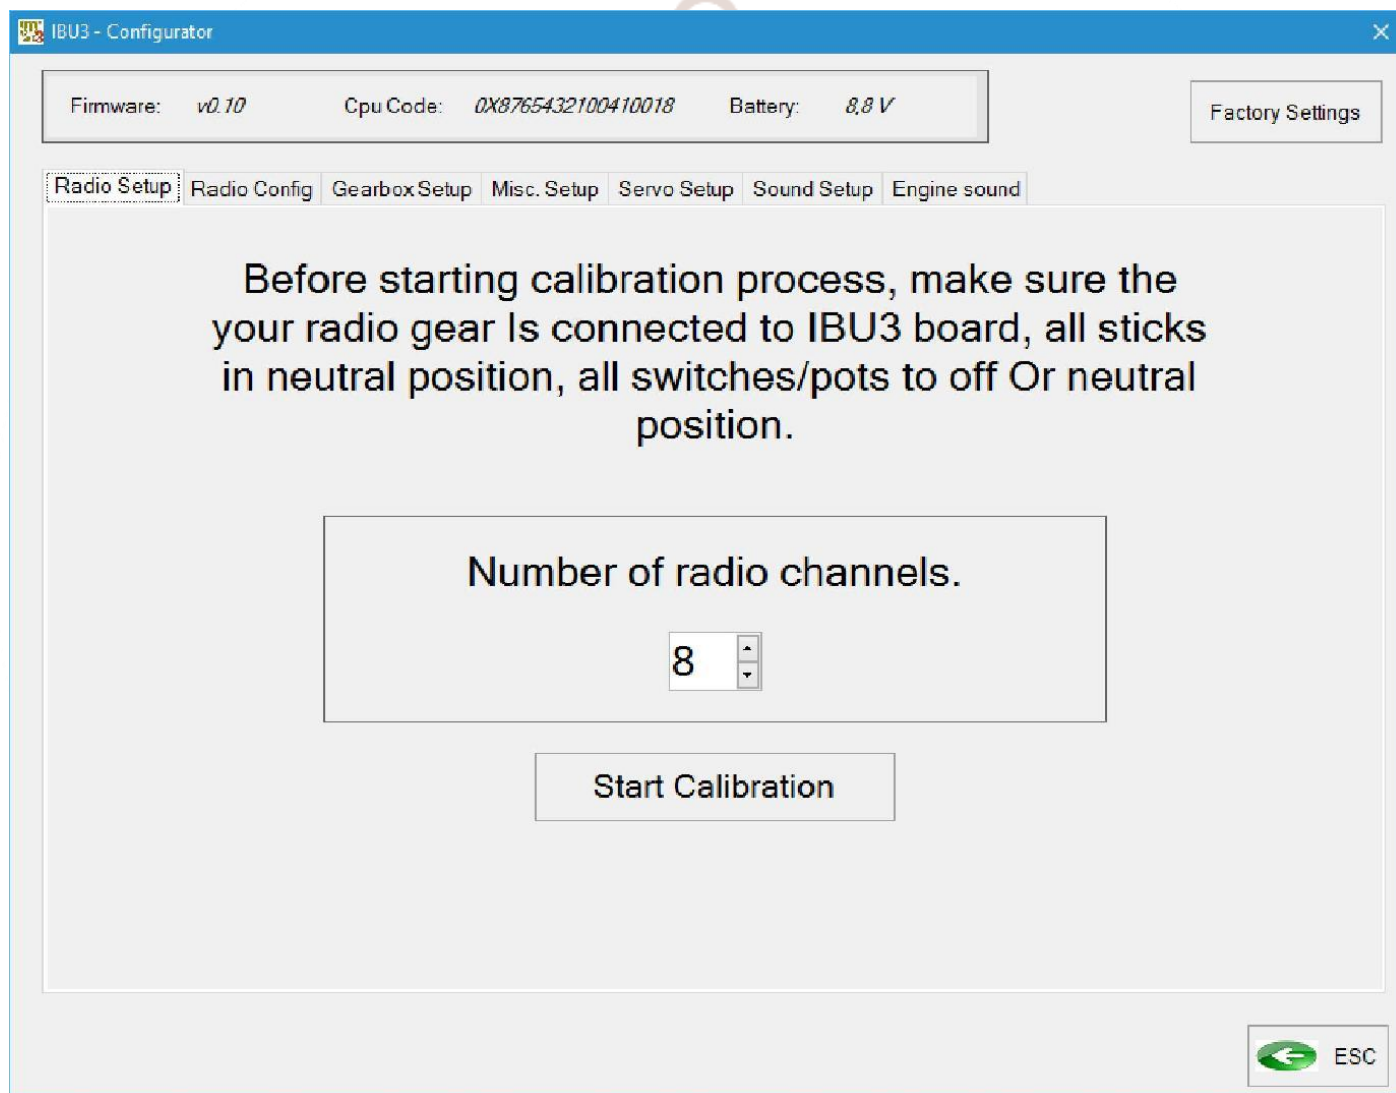 IBU3 - Configurator
Firmware: v0.10 Cpu Code: 0X8765432100410018 Battery: 8,8 V
Factory Settings
Radio Setup Radio Config Gearbox Setup Misc. Setup Servo Setup Sound Setup Engine sound
Before starting calibration process, make sure the
your radio gear Is connected to IBU3 board, all sticks
in neutral position, all switches/pots to off Or neutral
position.
Number of radio channels.
8
Start Calibration
ESC